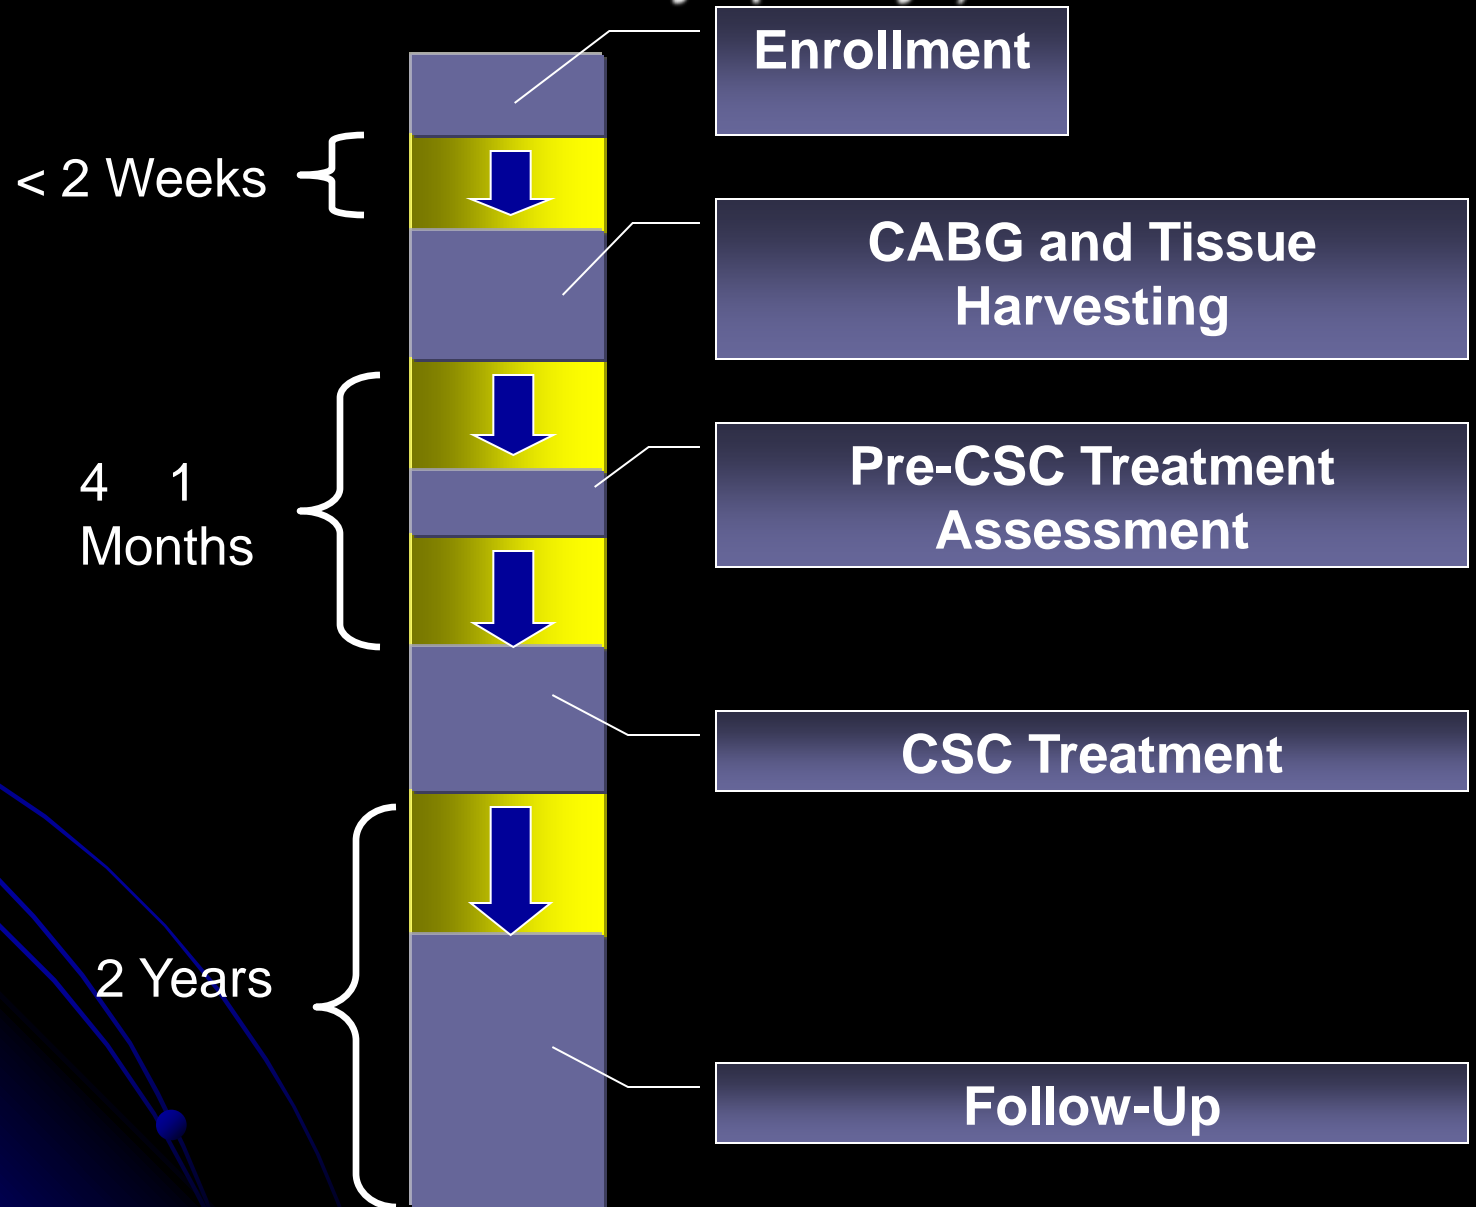 Enrollment
< 2 Weeks
CABG and Tissue
Harvesting
4 1
Months
Pre-CSC Treatment
Assessment
CSC Treatment
2 Years
Follow-Up